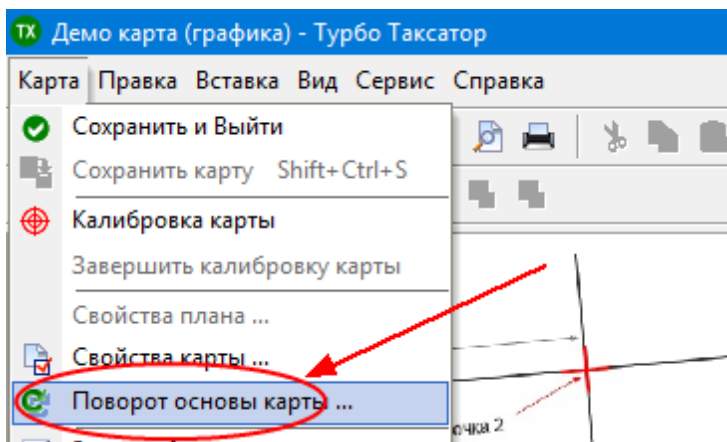 TX Демо карта (графика) - Турбо Таксатор
Карта Правка Вставка Вид Сервис Справка
Сохранить и Выйти
Сохранить карту Shift+Ctrl+S
Калибровка карты
Завершить калибровку карты
Свойства плана ...
Свойства карты ...
Поворот основы карты ...
очка 2